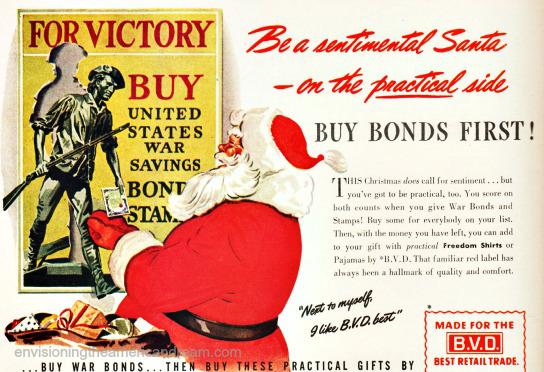 FOR VICTORY
BUY
UNITED
STATES
WAR
SAVINGS
BOND
STAM
Be a sentimental Santa
– on the practical side
BUY BONDS FIRST!
THIS Christmas does call for sentiment . . . but
you've got to be practical, too. You score on
both counts when you give War Bonds and
Stamps! Buy some for everybody on your list.
Then, with the money you have left, you can add
to your gift with practical Freedom Shirts or
Pajamas by *B.V.D. That familiar red label has
always been a hallmark of quality and comfort.
"Next to myself,
I like B.V.D. best"
MADE FOR THE
B.V.D.
BEST RETAIL TRADE.
envisioningtheamericandream.com
...BUY WAR BONDS...THEN BUY THESE PRACTICAL GIFTS BY